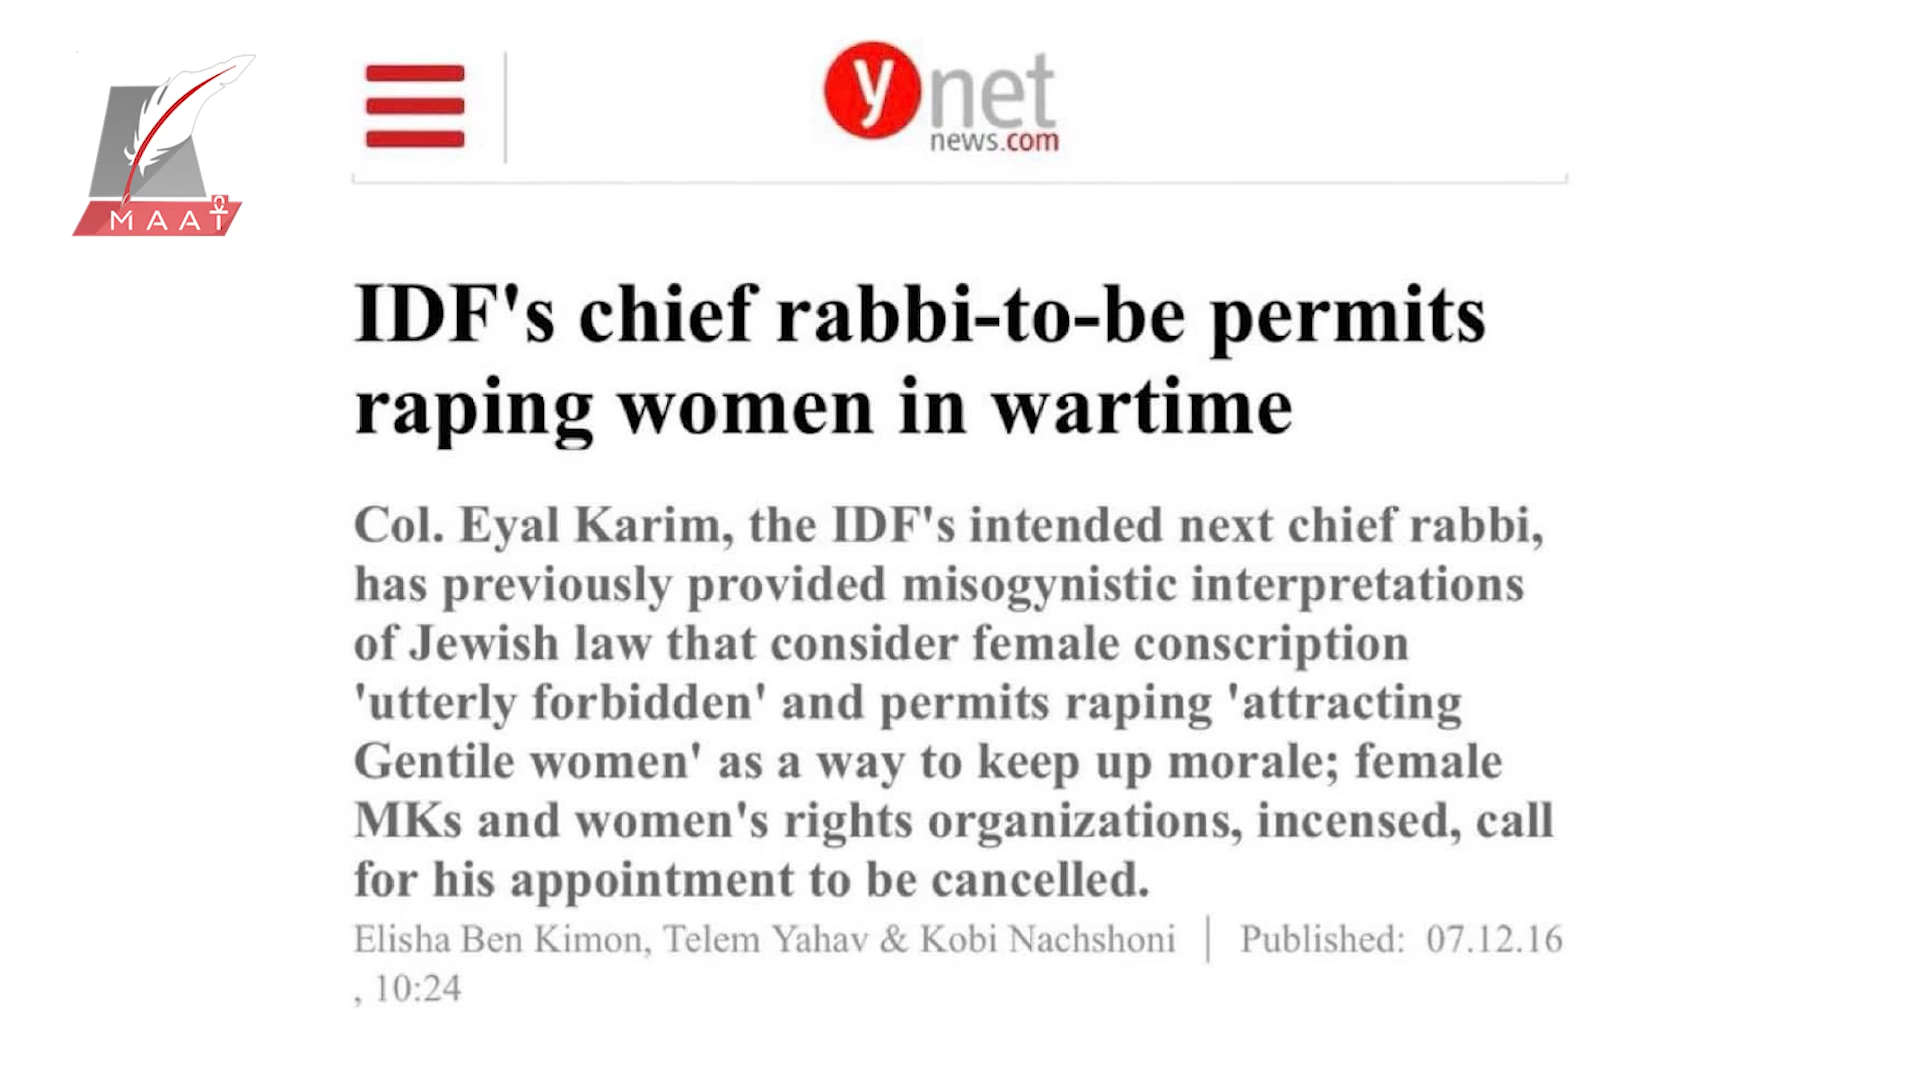 MAAT
ynet
news.com
IDF's chief rabbi-to-be permits
raping women in wartime
Col. Eyal Karim, the IDF's intended next chief rabbi,
has previously provided misogynistic interpretations
of Jewish law that consider female conscription
'utterly forbidden' and permits raping 'attracting
Gentile women' as a way to keep up morale; female
MKs and women's rights organizations, incensed, call
for his appointment to be cancelled.
Elisha Ben Kimon, Telem Yahav & Kobi Nachshoni | Published: 07.12.16
, 10:24